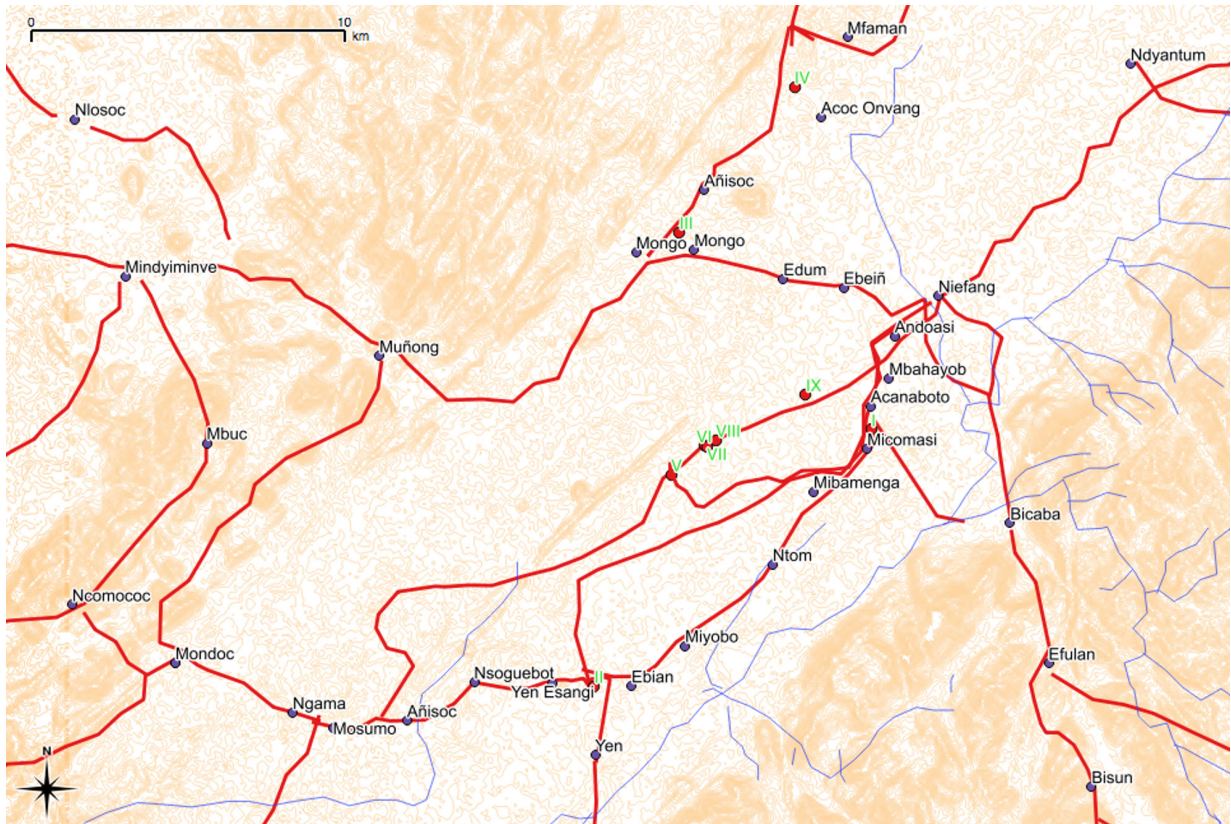 0 10
km
Mfaman
Ndyantum
IV
Nlosoc
Acoc Onvang
Añisoc
III
Mongo
Mongo
Mindyiminve
Edum
Ebeiñ
Niefang
Andoasi
Muñong
Mbahayob
IX
Acanaboto
I
Mbuc
VI
VIII
Micomasi
VII
V
Mibamenga
Bicaba
Ntom
Ncomococ
Miyobo
Mondoc
Efulan
Nsoguebot
II
Ebian
Yen Esangi
Ngama
Añisoc
Mosumo
Yen
N
Bisun